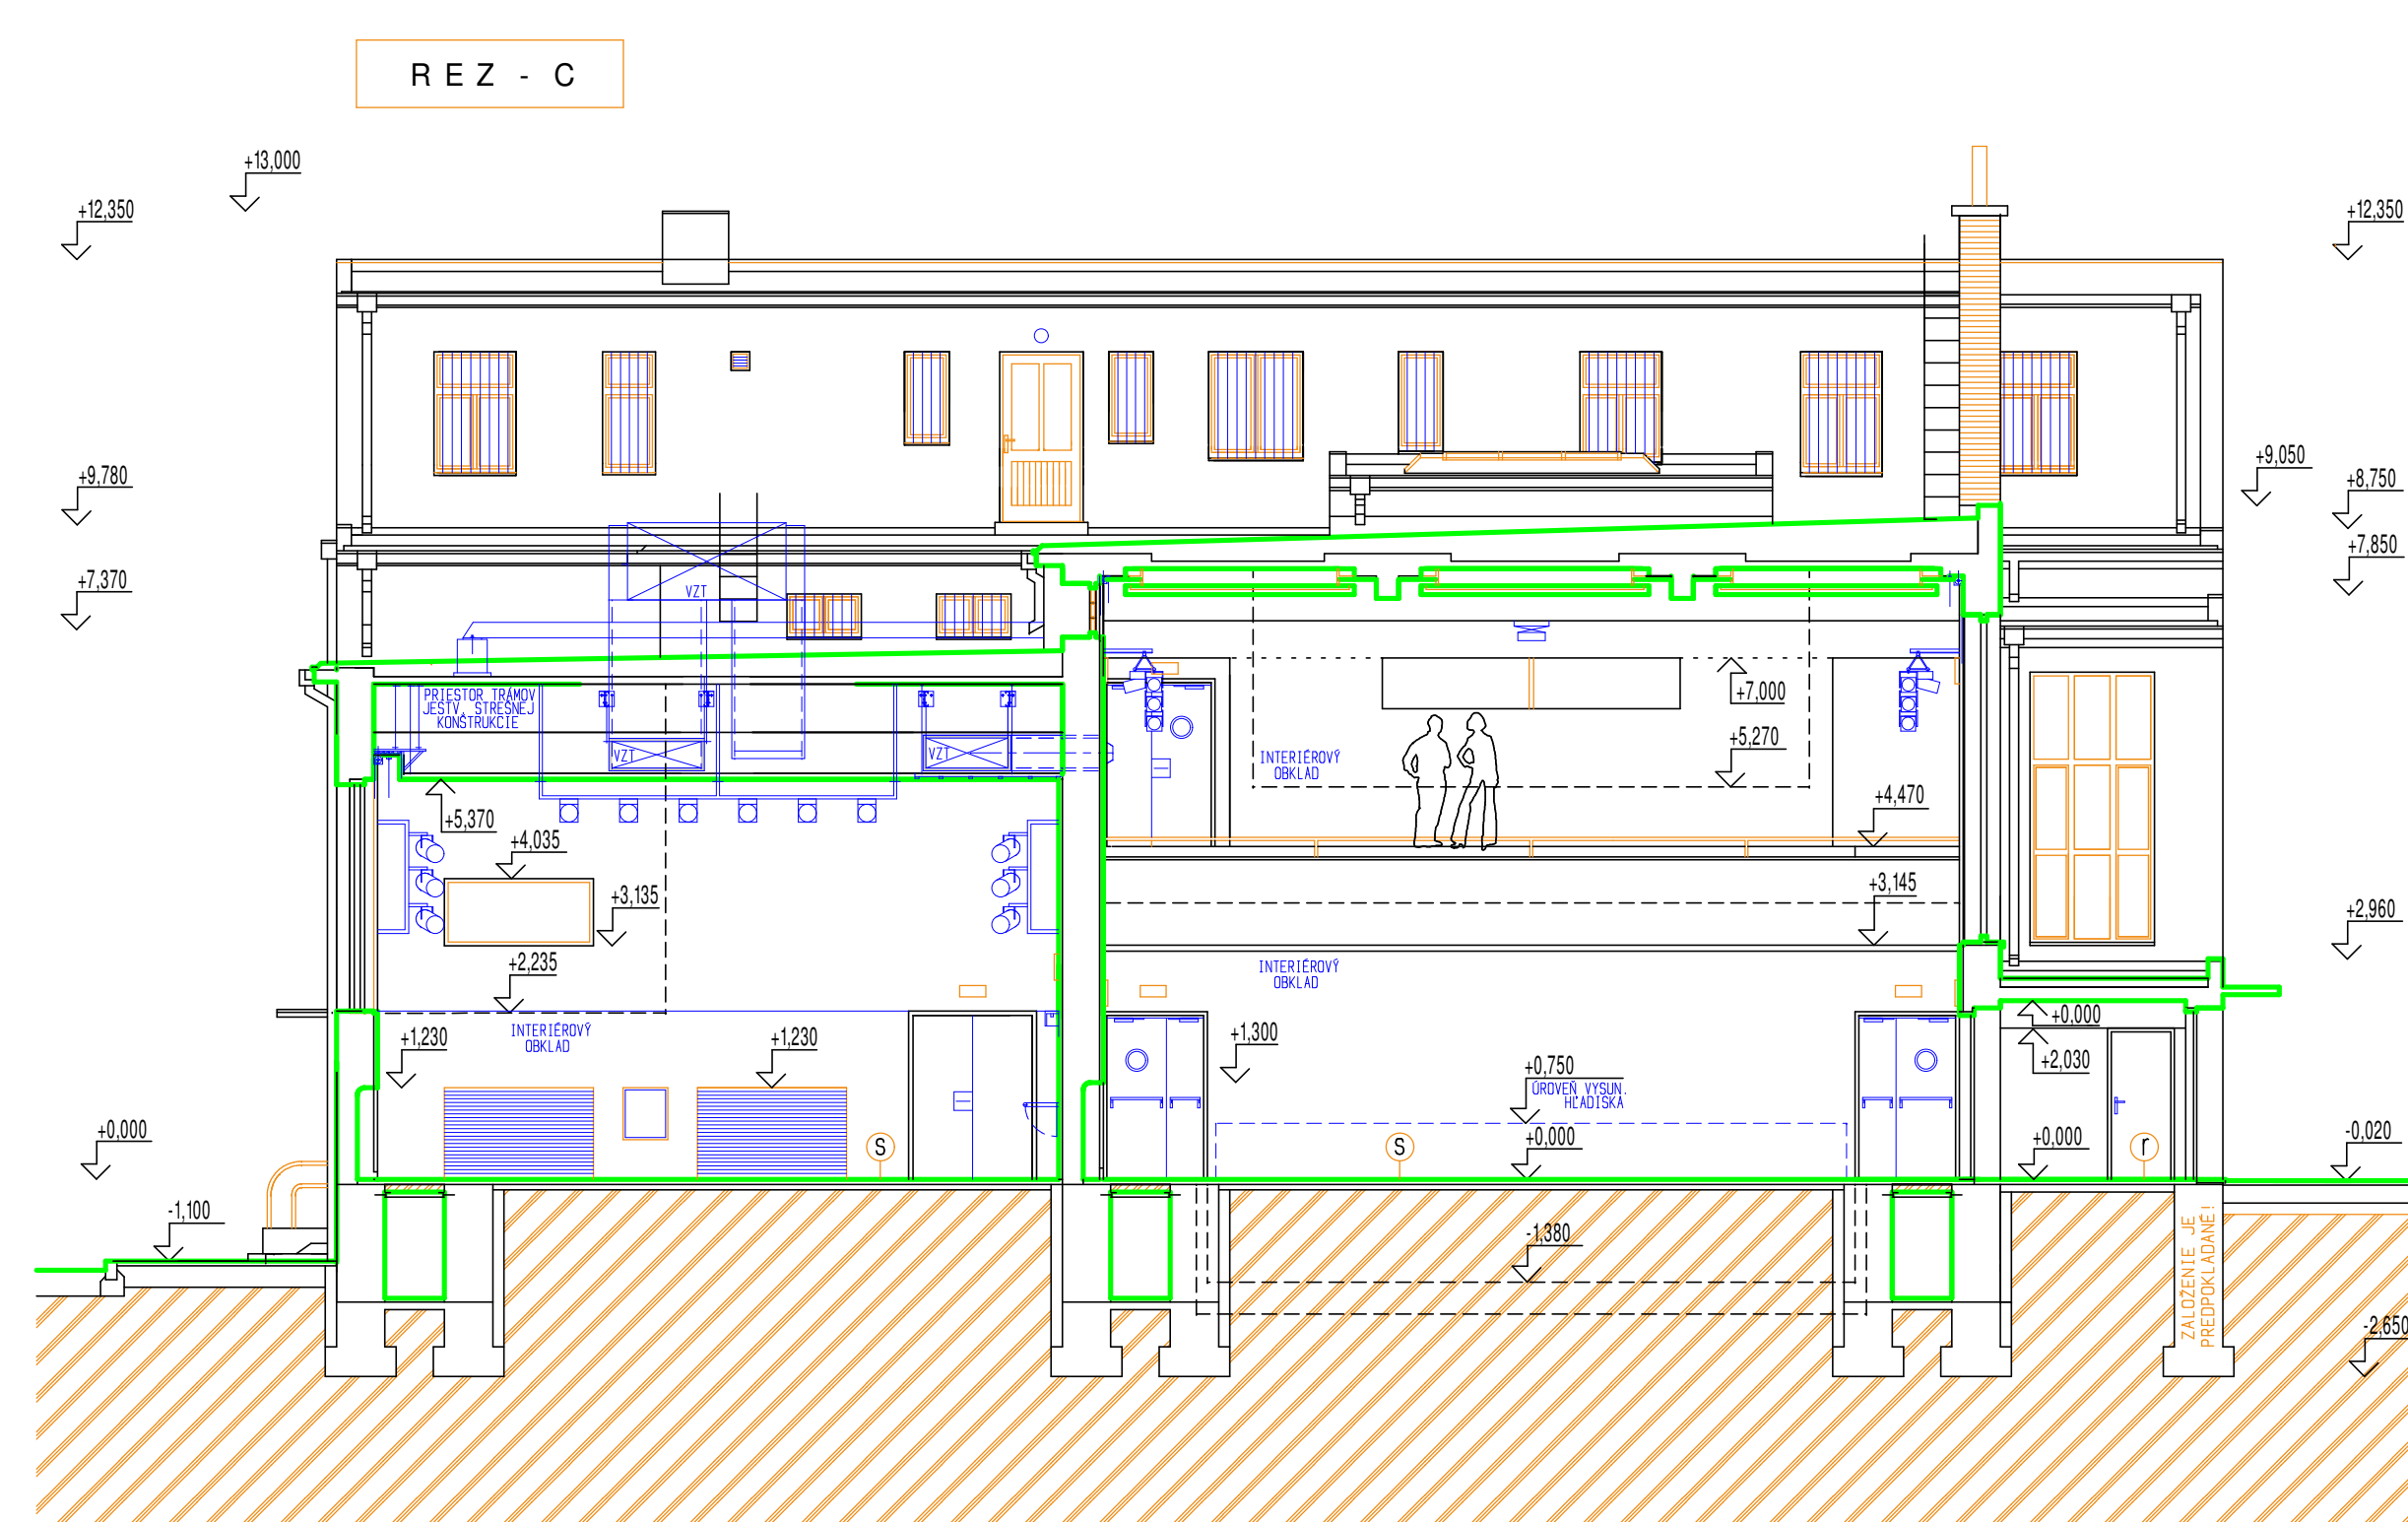 REZ - C
+13,000
+12,350
+12,350
+9,050
+9,780
+8,750
+7,850
+7,370
VZT
PRIESTOR TRÁMOV
JESTV. STREŠNEJ
KONŠTRUKCIE
+7,000
+5,270
VZT
VZT
INTERIÉROVÝ
OBKLAD
+5,370
+4,470
+4,035
+3,135
+3,145
+2,960
+2,235
INTERIÉROVÝ
OBKLAD
+0,000
INTERIÉROVÝ
OBKLAD
+1,230
+1,230
+1,300
+2,030
+0,750
ÚROVEŇ VYSUN.
HĽADISKA
+0,000
S
S
+0,000
+0,000
r
-0,020
-1,100
-1,380
ZALOŽENIE JE
PREDPOKLADANÉ!
-2,650